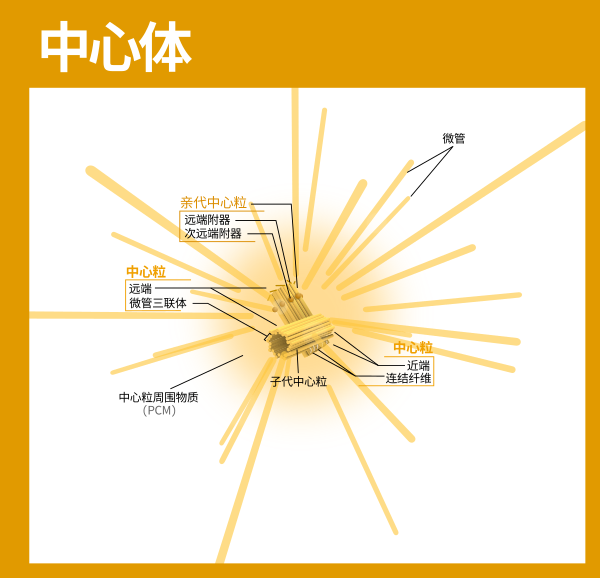 中心体
微管
亲代中心粒
远端附器
次远端附器
中心粒
远端
微管三联体
中心粒
近端
连结纤维
子代中心粒
中心粒周围物质
(PCM)